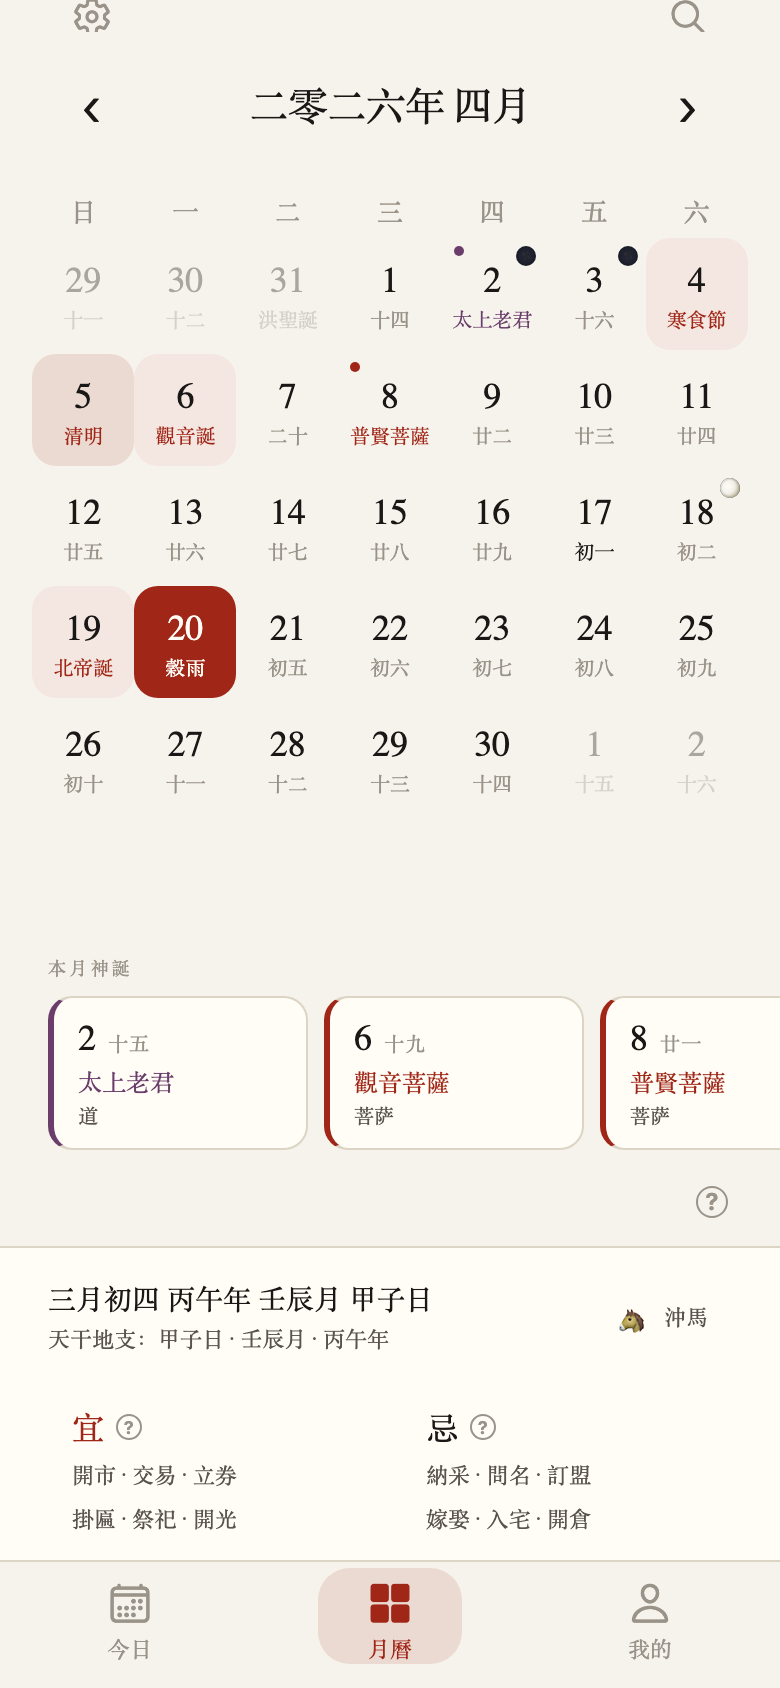 二零二六年 四月
日 一 二 三 四 五 六
29 30 31 1 2 3 4
十一 十二 洪聖誕 十四 太上老君 十六 寒食節
5 6 7 8 9 10 11
清明 觀音誕 二十 普賢菩薩 廿二 廿三 廿四
12 13 14 15 16 17 18
廿五 廿六 廿七 廿八 廿九 初一 初二
19 20 21 22 23 24 25
北帝誕 穀雨 初五 初六 初七 初八 初九
26 27 28 29 30 1 2
初十 十一 十二 十三 十四 十五 十六
本月神誕
2 十五 6 十九 8 廿一
太上老君 觀音菩薩 普賢菩薩
道 菩萨 菩萨
三月初四 丙午年 壬辰月 甲子日
天干地支：甲子日 · 壬辰月 · 丙午年
沖馬
宜 忌
開市 · 交易 · 立券 納采 · 問名 · 訂盟
掛匾 · 祭祀 · 開光 嫁娶 · 入宅 · 開倉
今日 月曆 我的